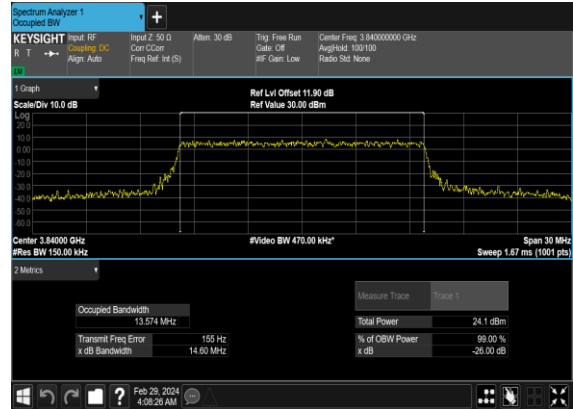 Spectrum Analyzer 1
Occupied BW
KEYSIGHT Input: RF Input Z: 50 Ω Atten: 30 dB Trig: Free Run Center Freq: 3.840000000 GHz
R T Coupling: DC Corr CCorr Gate: Off Avg|Hold: 100/100
Align: Auto Freq Ref: Int (S) #IF Gain: Low Radio Std: None
1 Graph
Ref Lvl Offset 11.90 dB
Scale/Div 10.0 dB Ref Value 30.00 dBm
Log
20.0
10.0
0.00
-10.0
-20.0
-30.0
-40.0
-50.0
-60.0
Center 3.84000 GHz #Video BW 470.00 kHz* Span 30 MHz
#Res BW 150.00 kHz Sweep 1.67 ms (1001 pts)
2 Metrics
Measure Trace Trace 1
Occupied Bandwidth
13.574 MHz Total Power 24.1 dBm
Transmit Freq Error 155 Hz % of OBW Power 99.00 %
x dB Bandwidth 14.60 MHz x dB -26.00 dB
Feb 29, 2024
4:08:26 AM